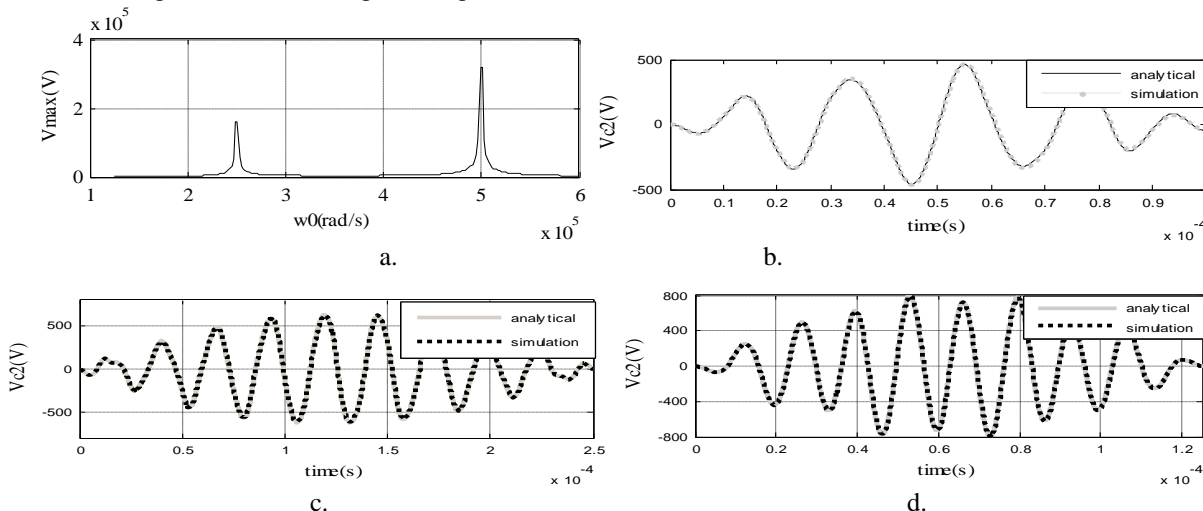 x 10^5
4
2
0
Vmax(V)
1
2
3
4
5
6
w0(rad/s)
x 10^5
a.
500
0
-500
Vc2(V)
analytical
simulation
0
0.1
0.2
0.3
0.4
0.5
0.6
0.7
0.8
0.9
time(s)
x 10^-4
b.
500
0
-500
Vc2(V)
analytical
simulation
0
0.5
1
1.5
2
2.5
time(s)
x 10^-4
c.
800
400
0
-400
-800
Vc2(V)
analytical
simulation
0
0.2
0.4
0.6
0.8
1
1.2
time(s)
x 10^-4
d.